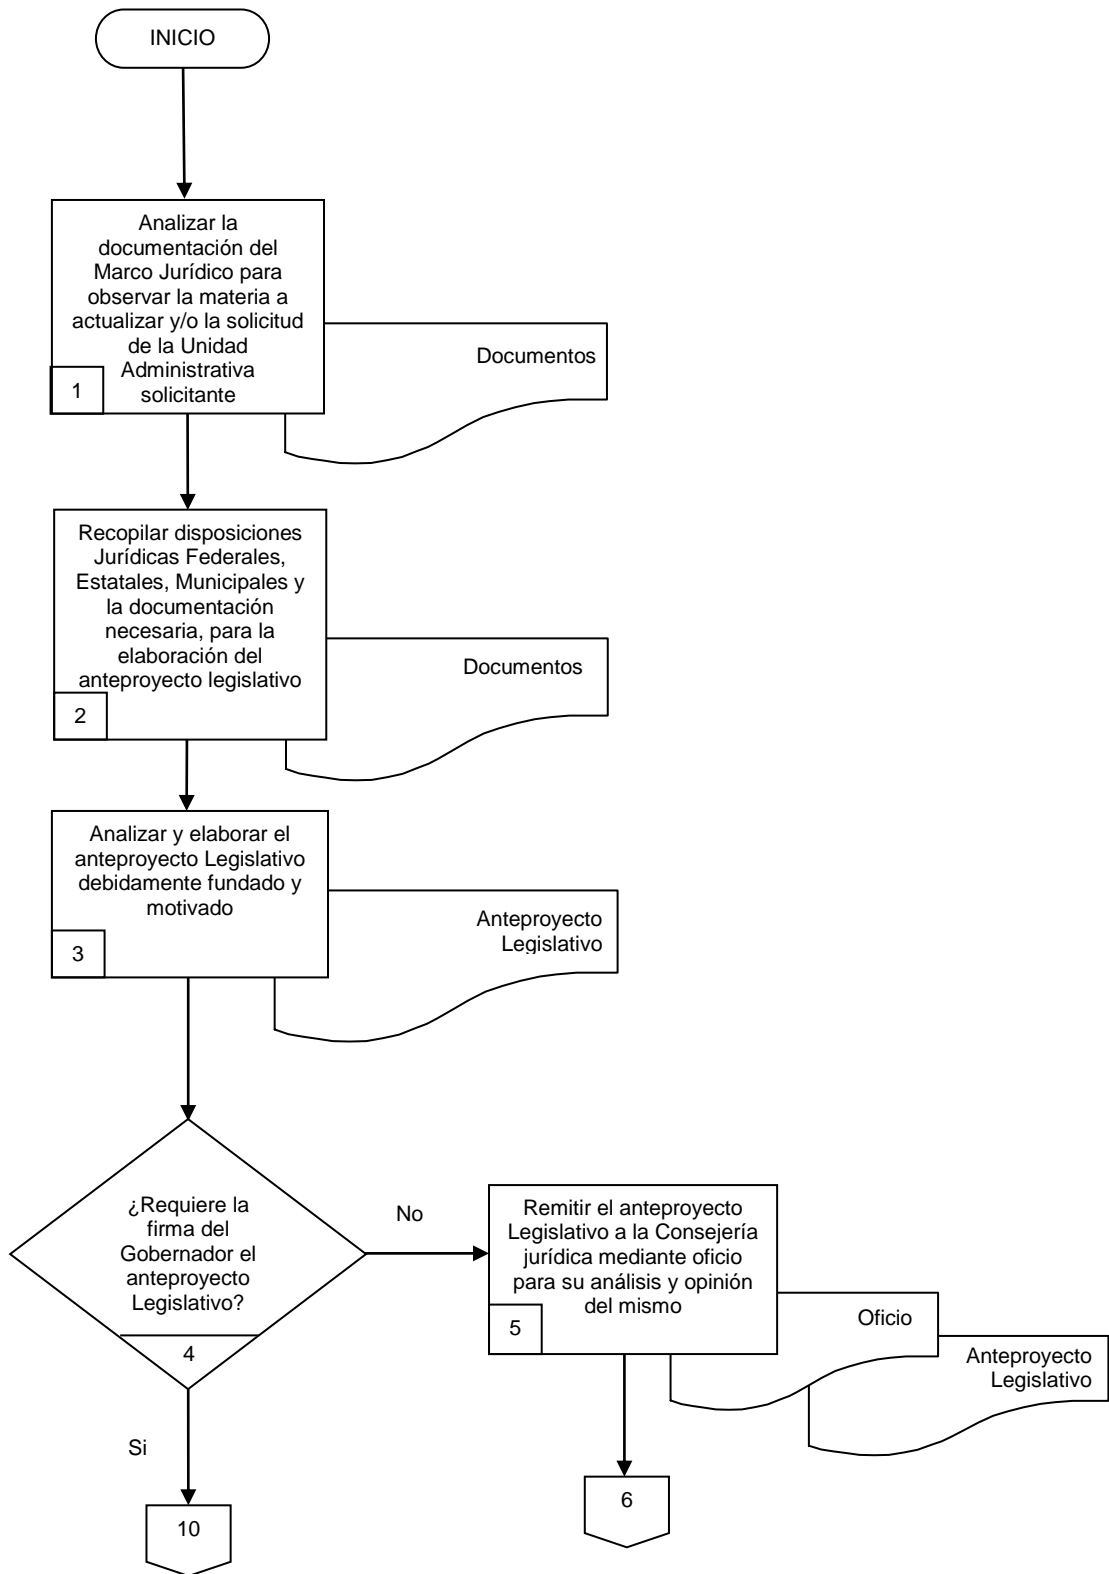 INICIO
Analizar la
documentación del
Marco Jurídico para
observar la materia a
actualizar y/o la solicitud
de la Unidad
Administrativa
solicitante
1
Documentos
Recopilar disposiciones
Jurídicas Federales,
Estatales, Municipales y
la documentación
necesaria, para la
elaboración del
anteproyecto legislativo
2
Documentos
Analizar y elaborar el
anteproyecto Legislativo
debidamente fundado y
motivado
3
Anteproyecto
Legislativo
¿Requiere la
firma del
Gobernador el
anteproyecto
Legislativo?
4
No
Remitir el anteproyecto
Legislativo a la Consejería
jurídica mediante oficio
para su análisis y opinión
del mismo
5
Oficio
Anteproyecto
Legislativo
Si
10
6